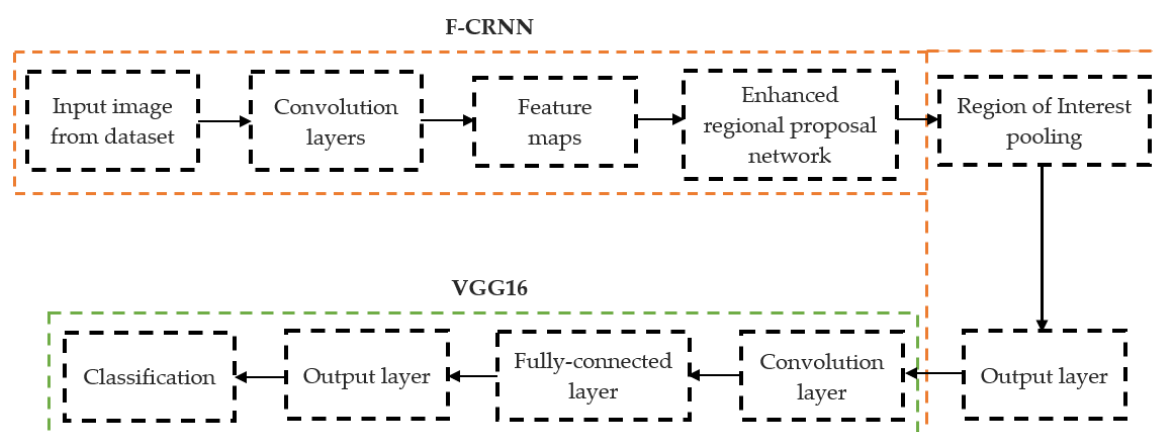 F-CRNN
Input image
from dataset
Convolution
layers
Feature
maps
Enhanced
regional proposal
network
Region of Interest
pooling
VGG16
Classification
Output layer
Fully-connected
layer
Convolution
layer
Output layer